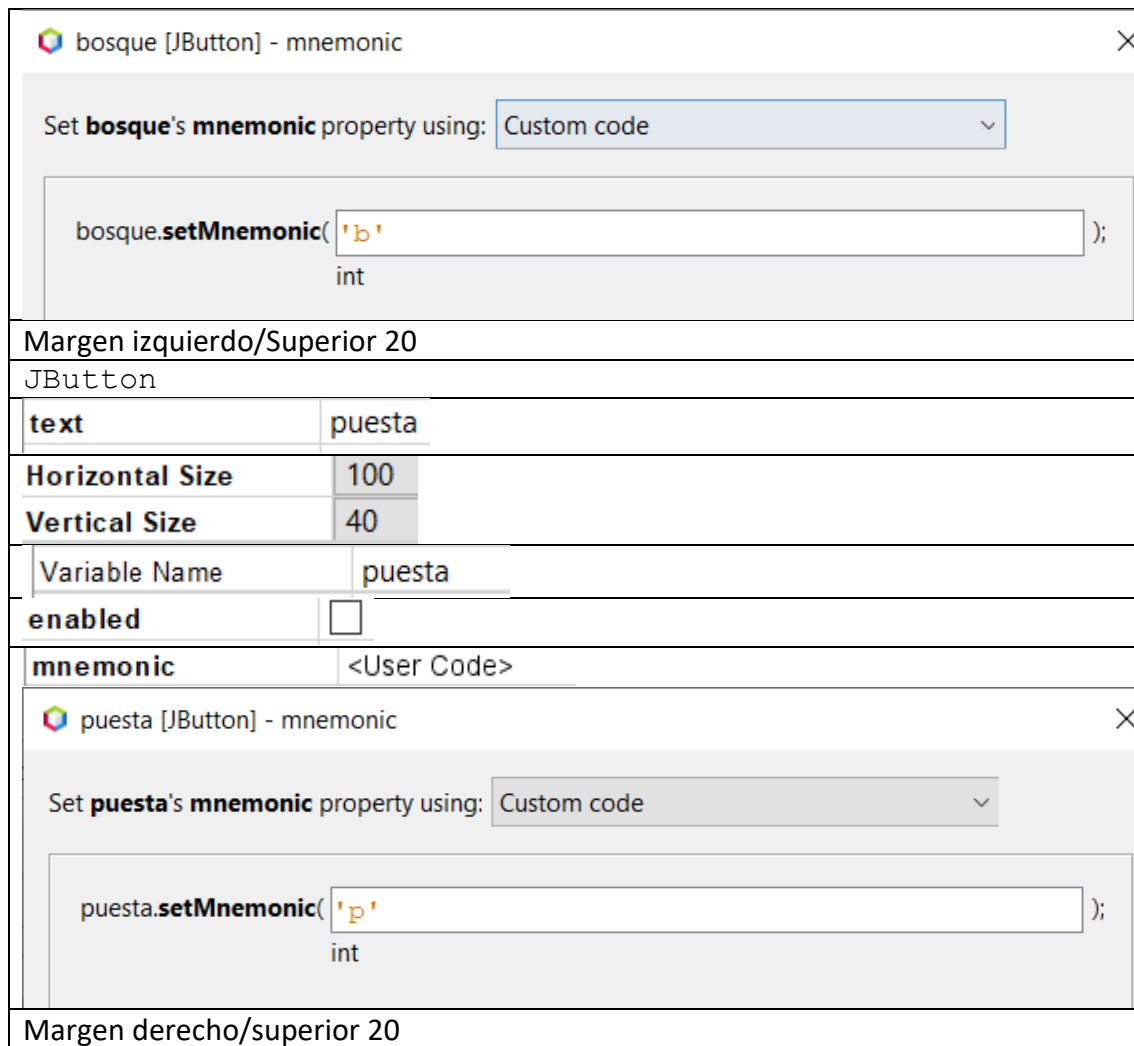 bosque [JButton] - mnemonic
Set bosque's mnemonic property using: Custom code
bosque.setMnemonic( 'b' );
int
Margen izquierdo/Superior 20
JButton
text puesta
Horizontal Size 100
Vertical Size 40
Variable Name puesta
enabled
mnemonic <User Code>
puesta [JButton] - mnemonic
Set puesta's mnemonic property using: Custom code
puesta.setMnemonic( 'p' );
int
Margen derecho/superior 20